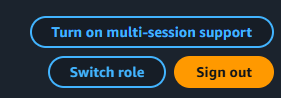 Turn on multi-session support
Switch role Sign out